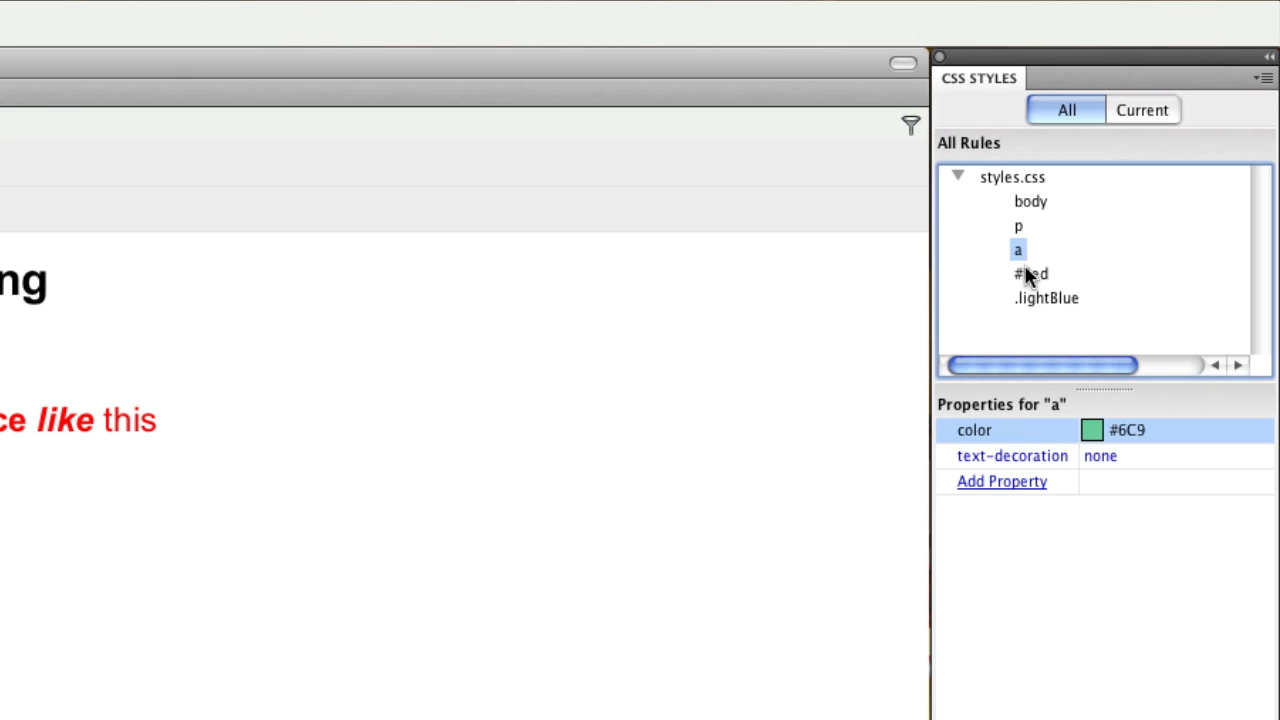 CSS STYLES
All Current
All Rules
styles.css
body
p
a
.lightBlue
ng
ce like this
Properties for "a"
color #6C9
text-decoration none
Add Property